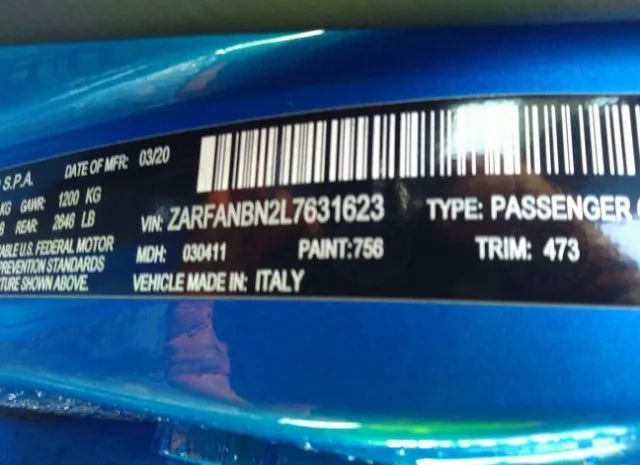 S.P.A. DATE OF MFR: 03/20
KG GAWR: 1200 KG
REAR: 2646 LB
VIN: ZARFANBN2L7631623 TYPE: PASSENGER
ABLE U.S. FEDERAL MOTOR
MDH: 030411 PAINT:756 TRIM: 473
PREVENTION STANDARDS
VEHICLE MADE IN: ITALY
TURE SHOWN ABOVE.